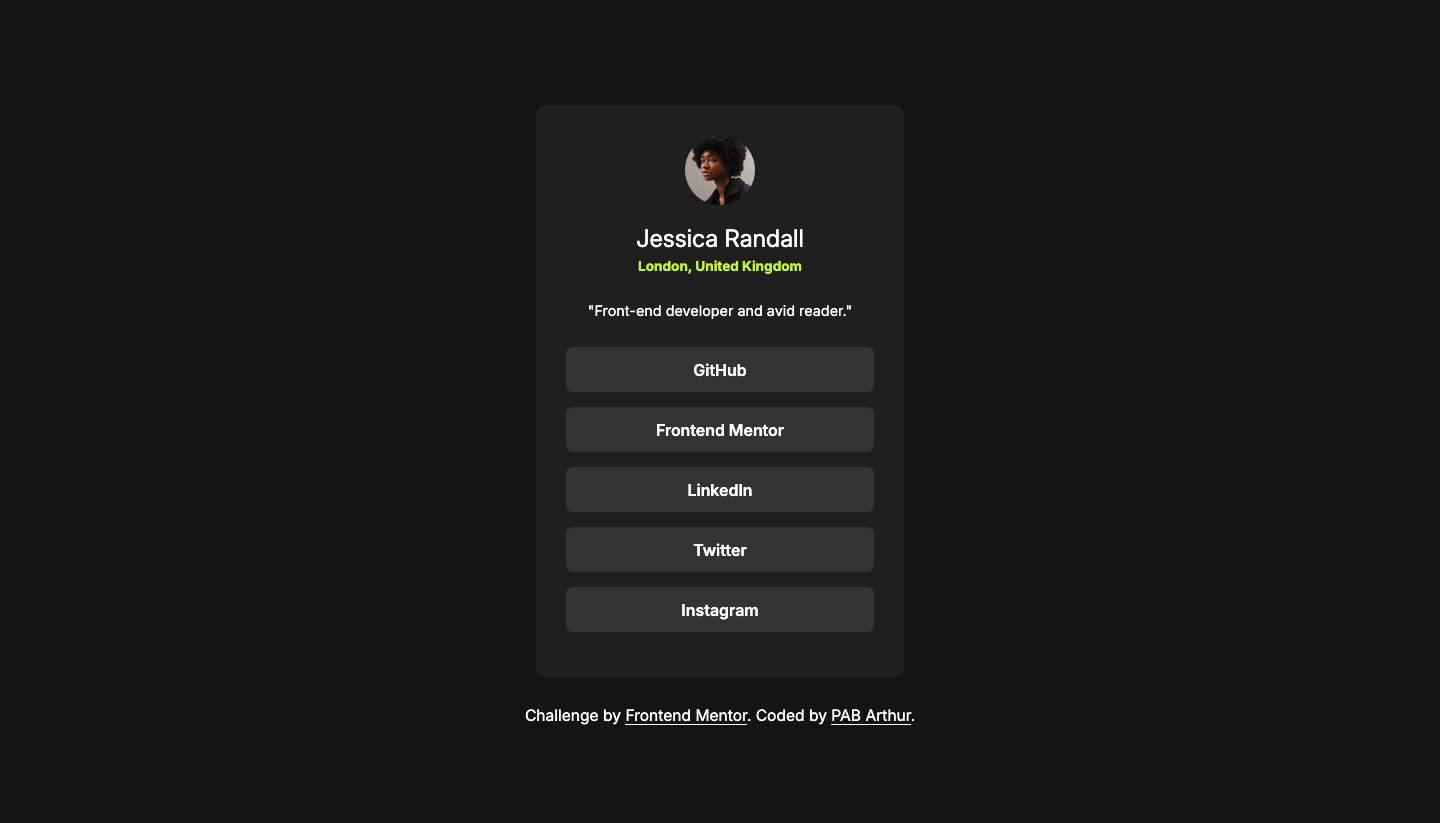 Jessica Randall
London, United Kingdom
"Front-end developer and avid reader."
GitHub
Frontend Mentor
LinkedIn
Twitter
Instagram
Challenge by Frontend Mentor. Coded by PAB Arthur.